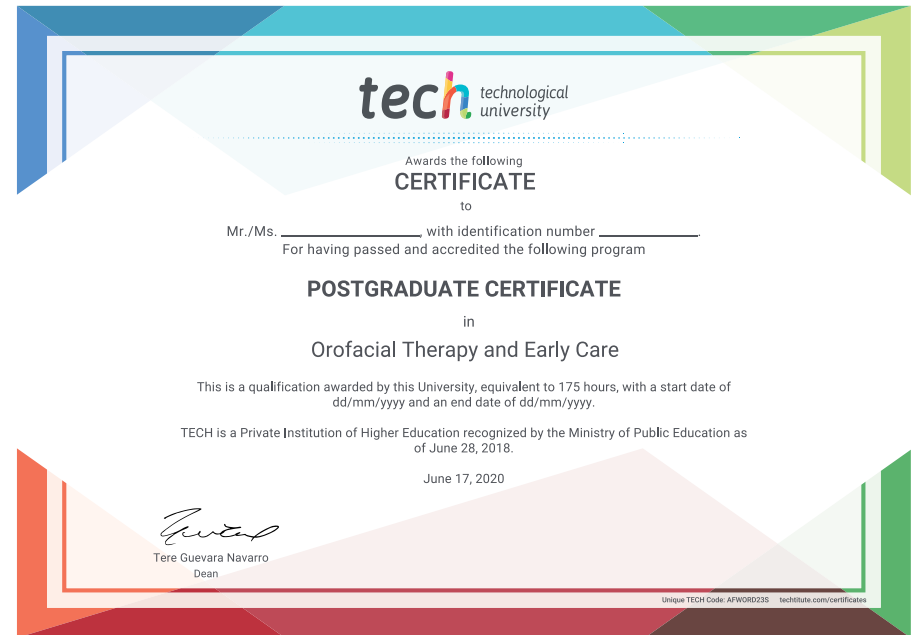 tech technological
university
Awards the following
CERTIFICATE
to
Mr./Ms. ____________________, with identification number ______________.
For having passed and accredited the following program
POSTGRADUATE CERTIFICATE
in
Orofacial Therapy and Early Care
This is a qualification awarded by this University, equivalent to 175 hours, with a start date of
dd/mm/yyyy and an end date of dd/mm/yyyy.
TECH is a Private Institution of Higher Education recognized by the Ministry of Public Education as
of June 28, 2018.
June 17, 2020
Tere Guevara Navarro
Dean
Unique TECH Code: AFWORD23S techtitute.com/certificates